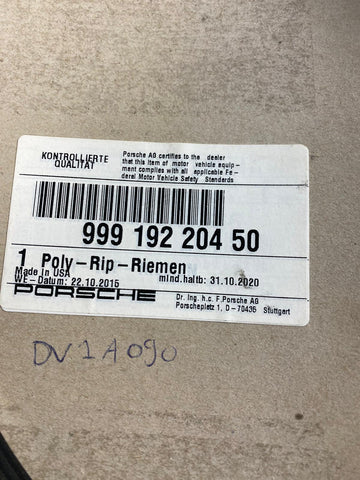 KONTROLLIERTE
QUALITÄT
Porsche AG certifies to the dealer
that this item of motor vehicle equip-
ment complies with all applicable Fe-
deral Motor Vehicle Safety Standards
999 192 204 50
1 Poly-Rip-Riemen
Made in USA
WE-Datum: 22.10.2015
mind.haltb: 31.10.2020
PORSCHE
Dr. Ing. h.c. F.Porsche AG
Porscheplatz 1, D-70435 Stuttgart
DV1A090